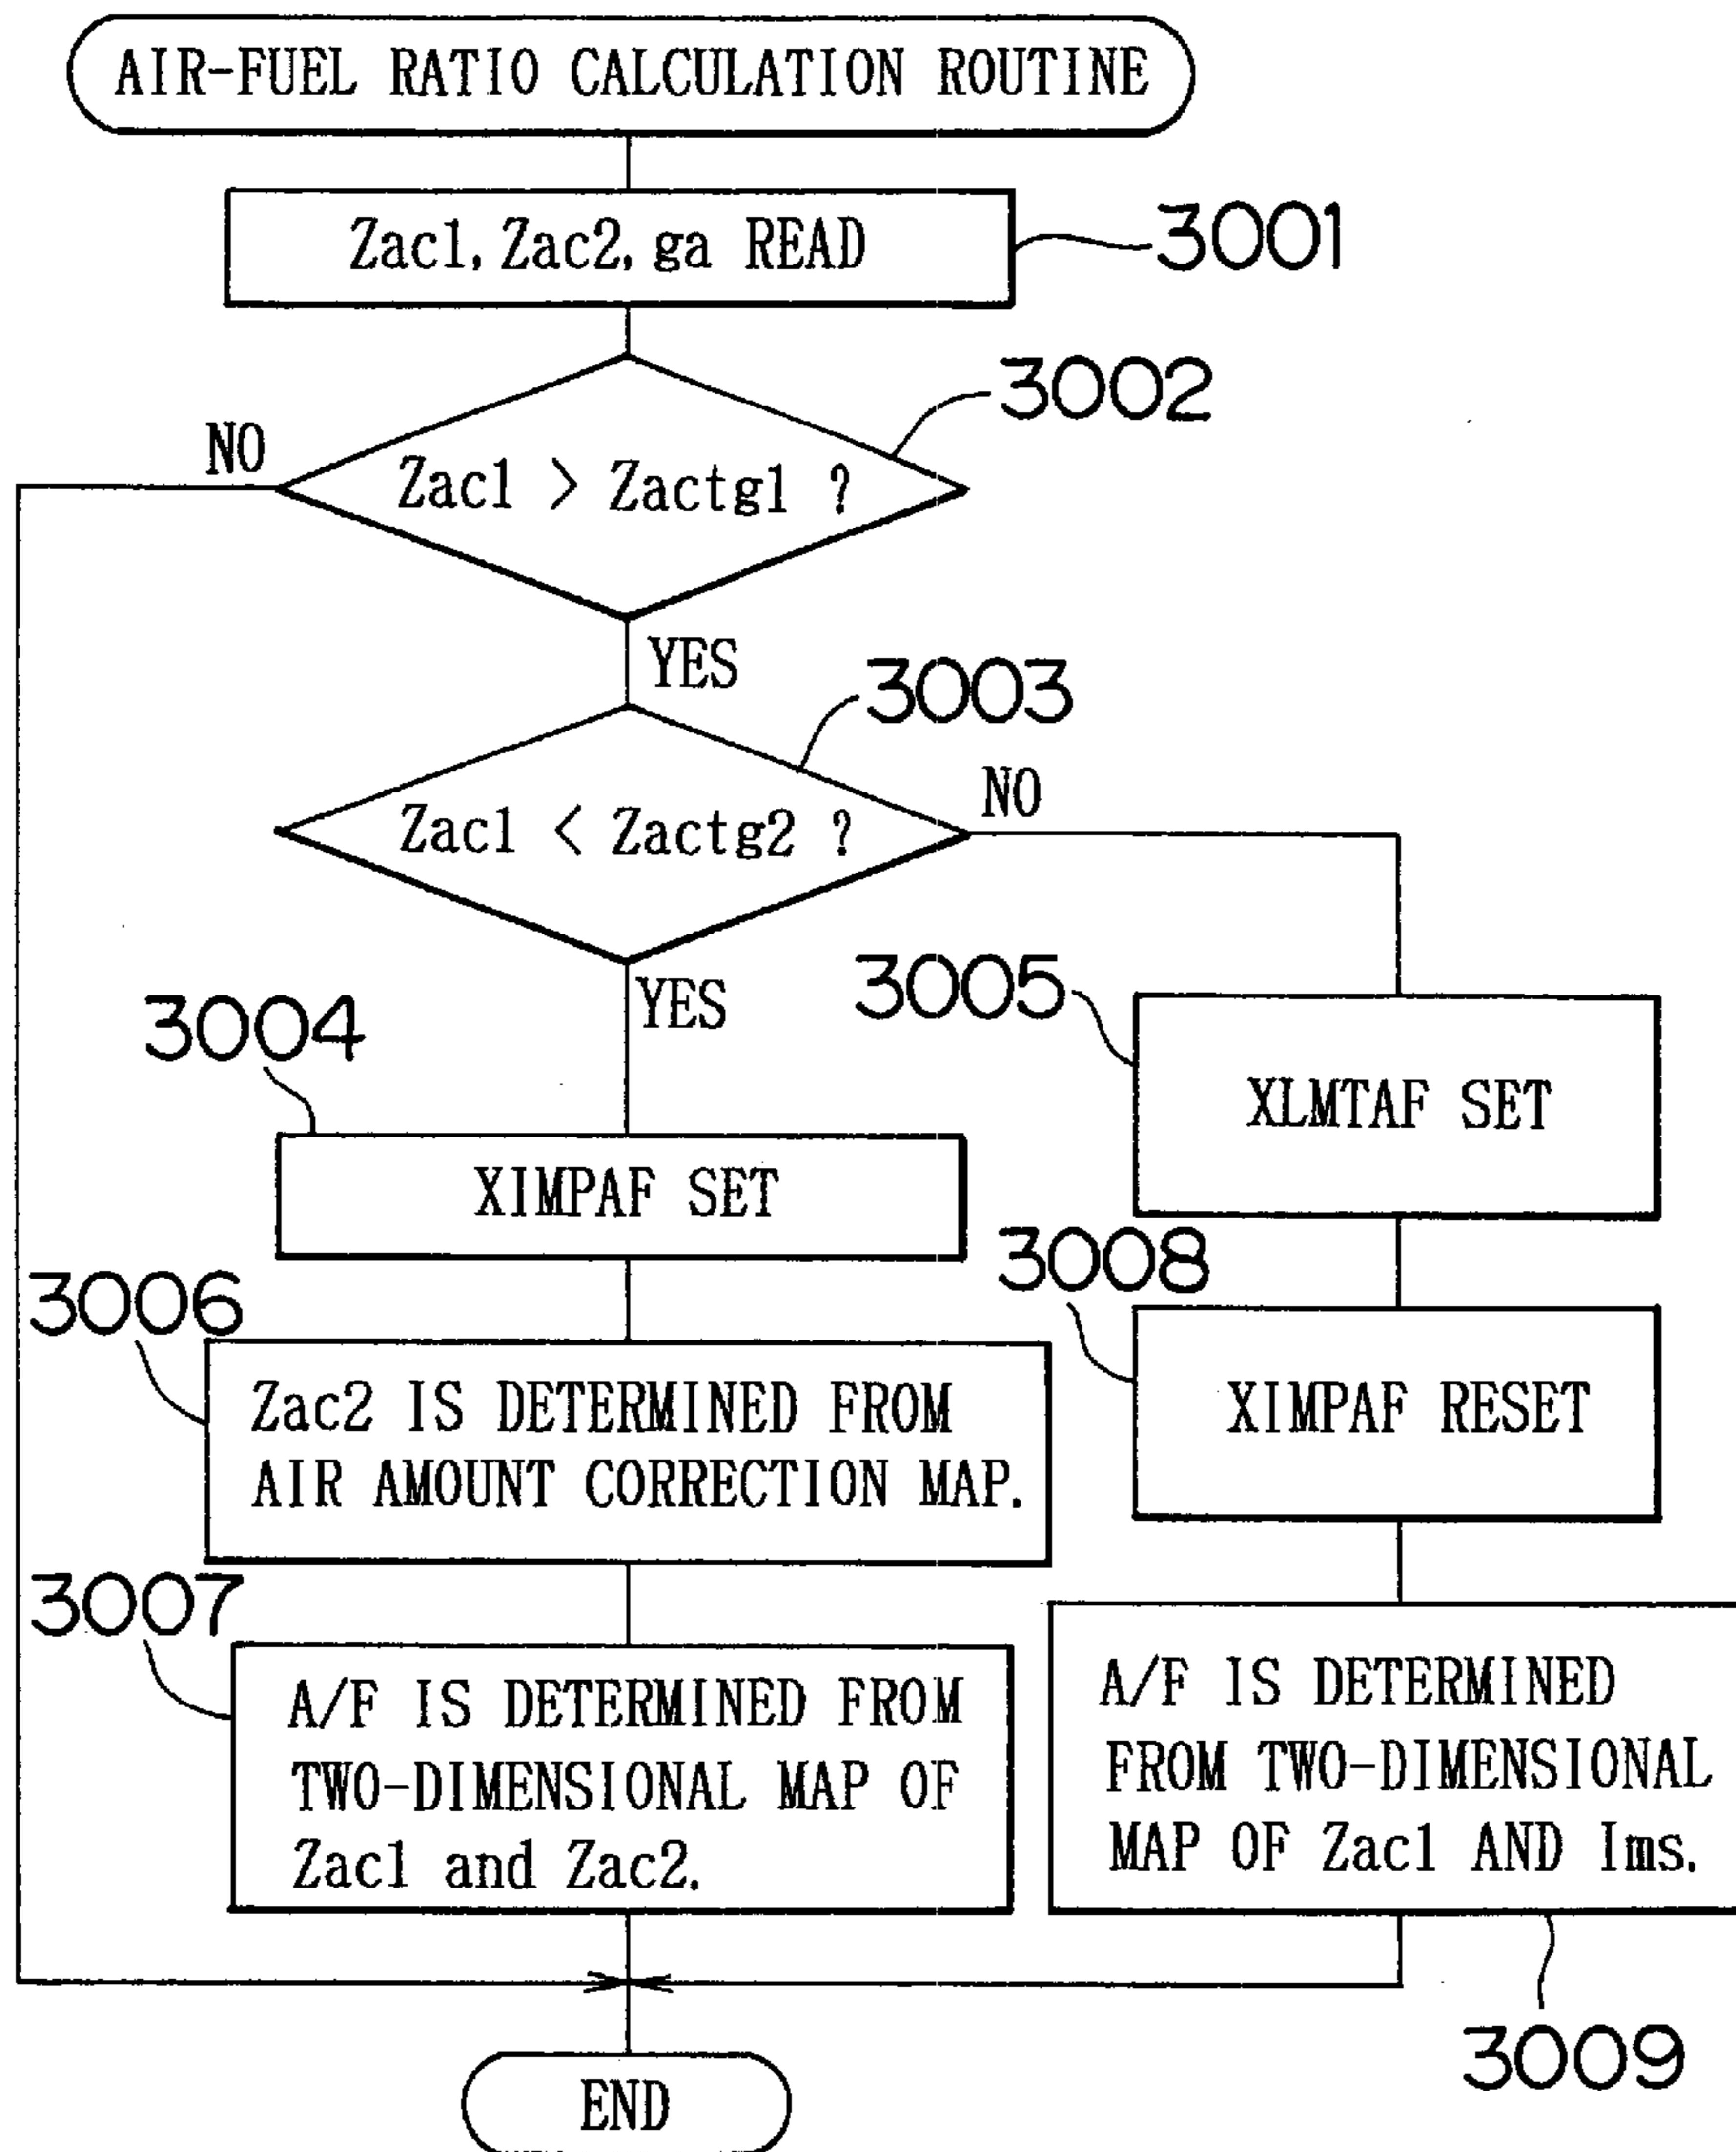 AIR-FUEL RATIO CALCULATION ROUTINE
Zac1, Zac2, ga READ
3001
3002
NO
Zac1 > Zactg1 ?
YES
3003
NO
Zac1 < Zactg2 ?
YES
3004
3005
XLMTAF SET
XIMPAF SET
3006
3008
XIMPAF RESET
Zac2 IS DETERMINED FROM
AIR AMOUNT CORRECTION MAP.
3007
A/F IS DETERMINED FROM
TWO-DIMENSIONAL MAP OF
Zac1 and Zac2.
A/F IS DETERMINED
FROM TWO-DIMENSIONAL
MAP OF Zac1 AND Ims.
3009
END